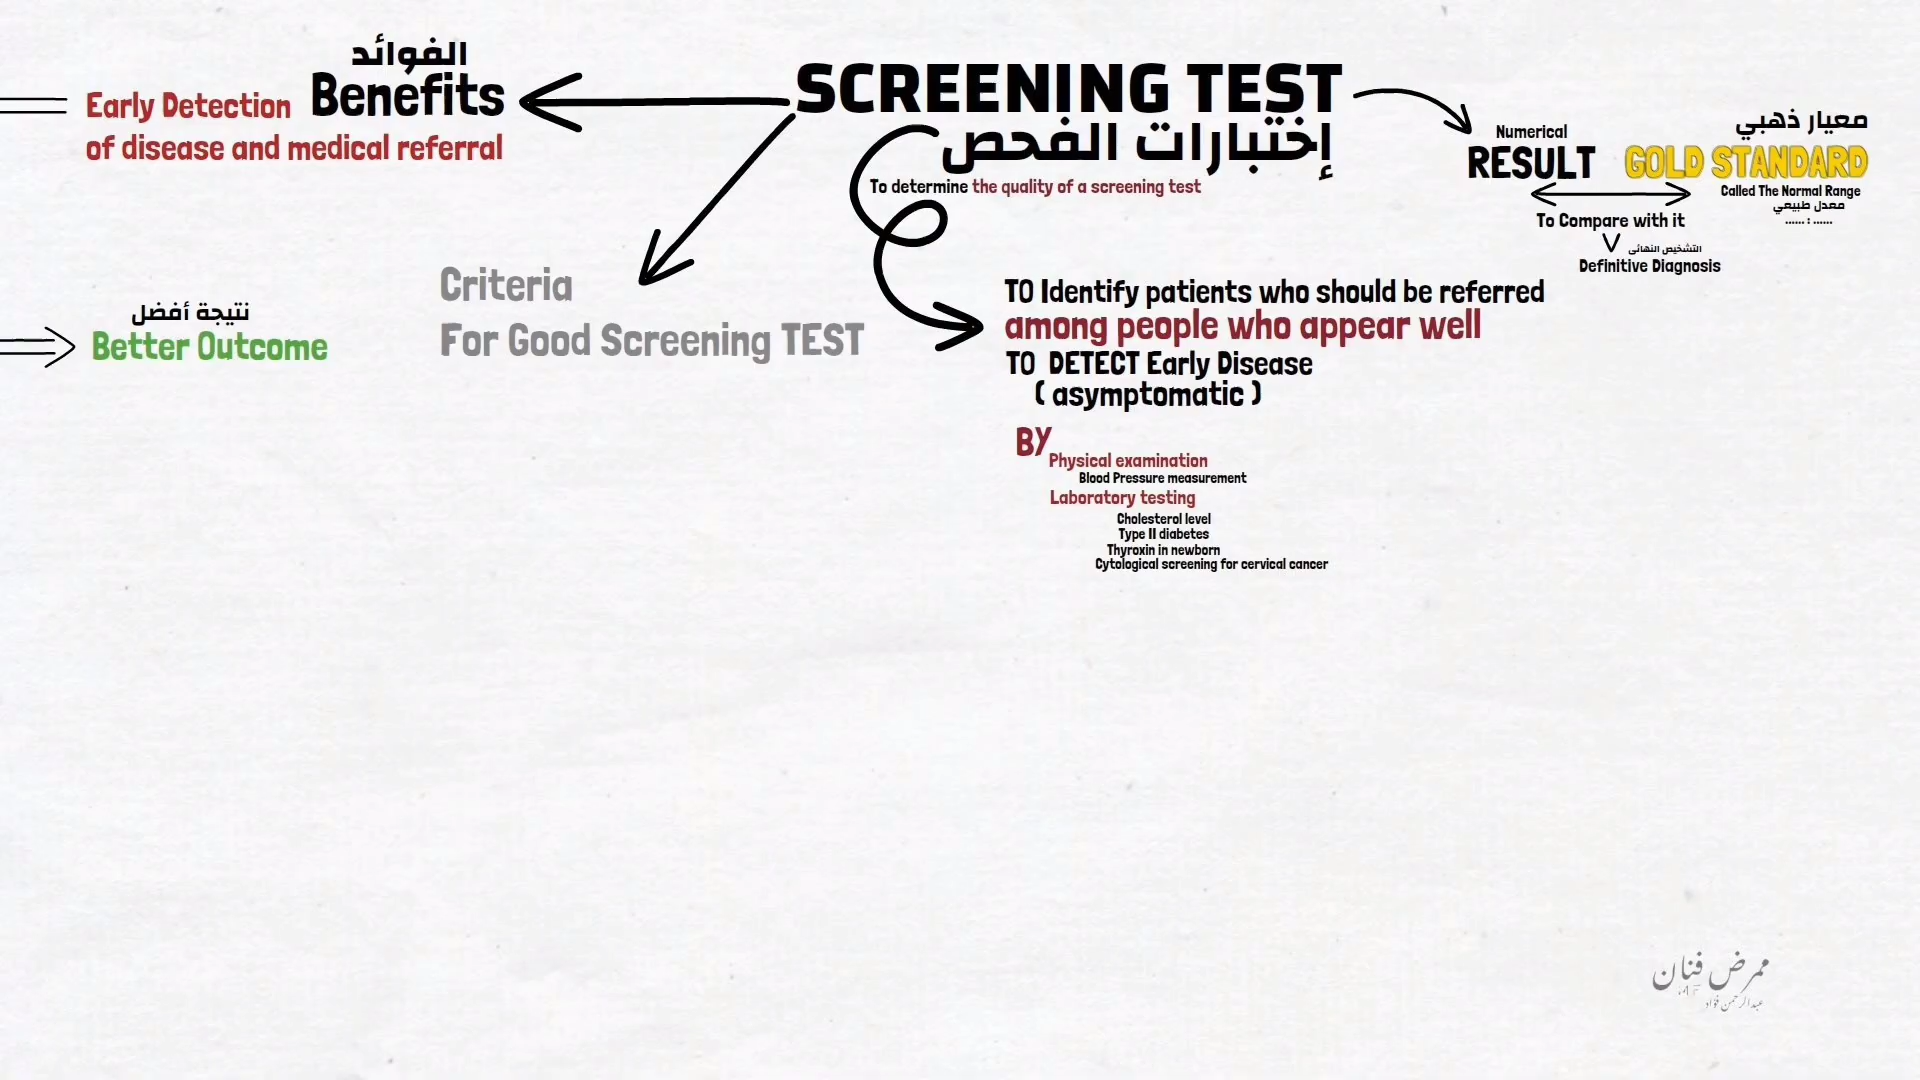 الفوائد
Benefits
Early Detection
of disease and medical referral
نتيجة أفضل
Better Outcome
SCREENING TEST
إختبارات الفحص
To determine the quality of a screening test
Criteria
For Good Screening TEST
Numerical
RESULT
معيار ذهبي
GOLD STANDARD
Called The Normal Range
معدل طبيعي
...... : ......
To Compare with it
التشخيص النهائى
Definitive Diagnosis
TO Identify patients who should be referred
among people who appear well
TO DETECT Early Disease
( asymptomatic )
BY
Physical examination
Blood Pressure measurement
Laboratory testing
Cholesterol level
Type II diabetes
Thyroxin in newborn
Cytological screening for cervical cancer
ممرض فنان
عبدالرحمن فؤاد